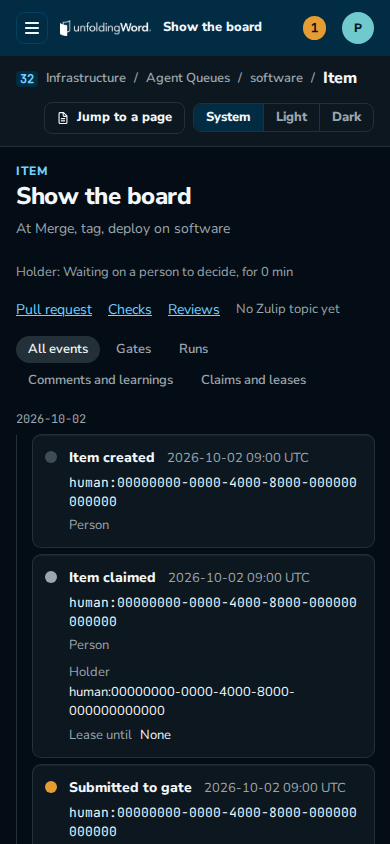 unfoldingWord. Show the board 1 P
32 Infrastructure / Agent Queues / software / Item
Jump to a page System Light Dark
ITEM
Show the board
At Merge, tag, deploy on software
Holder: Waiting on a person to decide, for 0 min
Pull request Checks Reviews No Zulip topic yet
All events Gates Runs
Comments and learnings Claims and leases
2026-10-02
Item created 2026-10-02 09:00 UTC
human:00000000-0000-4000-8000-000000
000000
Person
Item claimed 2026-10-02 09:00 UTC
human:00000000-0000-4000-8000-000000
000000
Person
Holder
human:00000000-0000-4000-8000-
000000000000
Lease until None
Submitted to gate 2026-10-02 09:00 UTC
human:00000000-0000-4000-8000-000000
000000